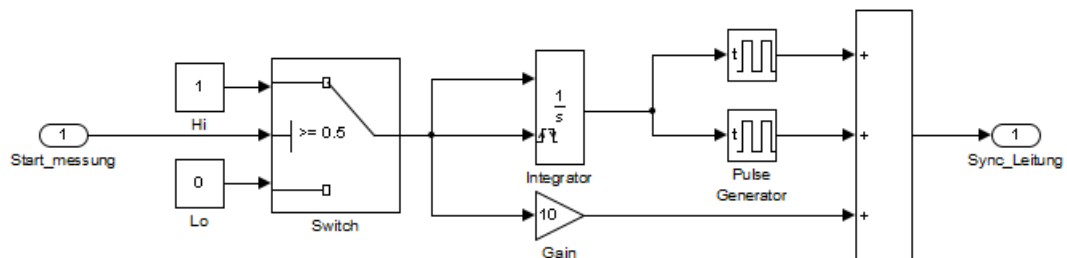 1
Start_messung
1
Hi
0
Lo
>= 0.5
Switch
1
s
Integrator
10
Gain
t
t
Pulse
Generator
+
+
+
1
Sync_Leitung